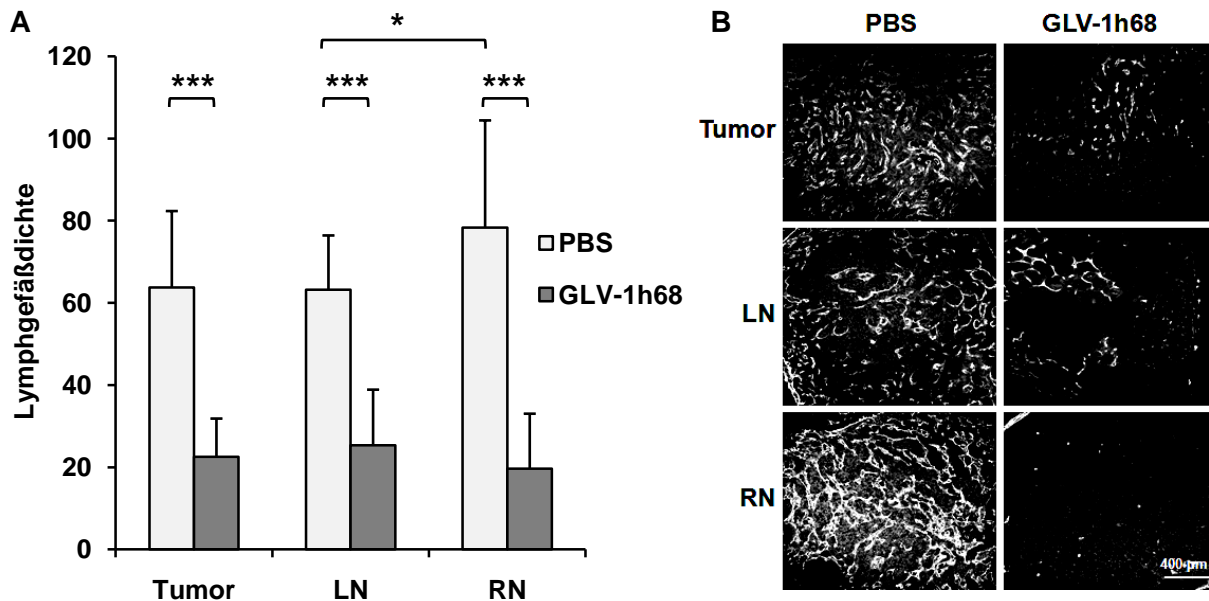 A
*
120
***
***
***
100
80
60
40
20
0
Lymphgefäßdichte
PBS
GLV-1h68
Tumor
LN
RN
B
PBS
GLV-1h68
Tumor
LN
RN
400 µm